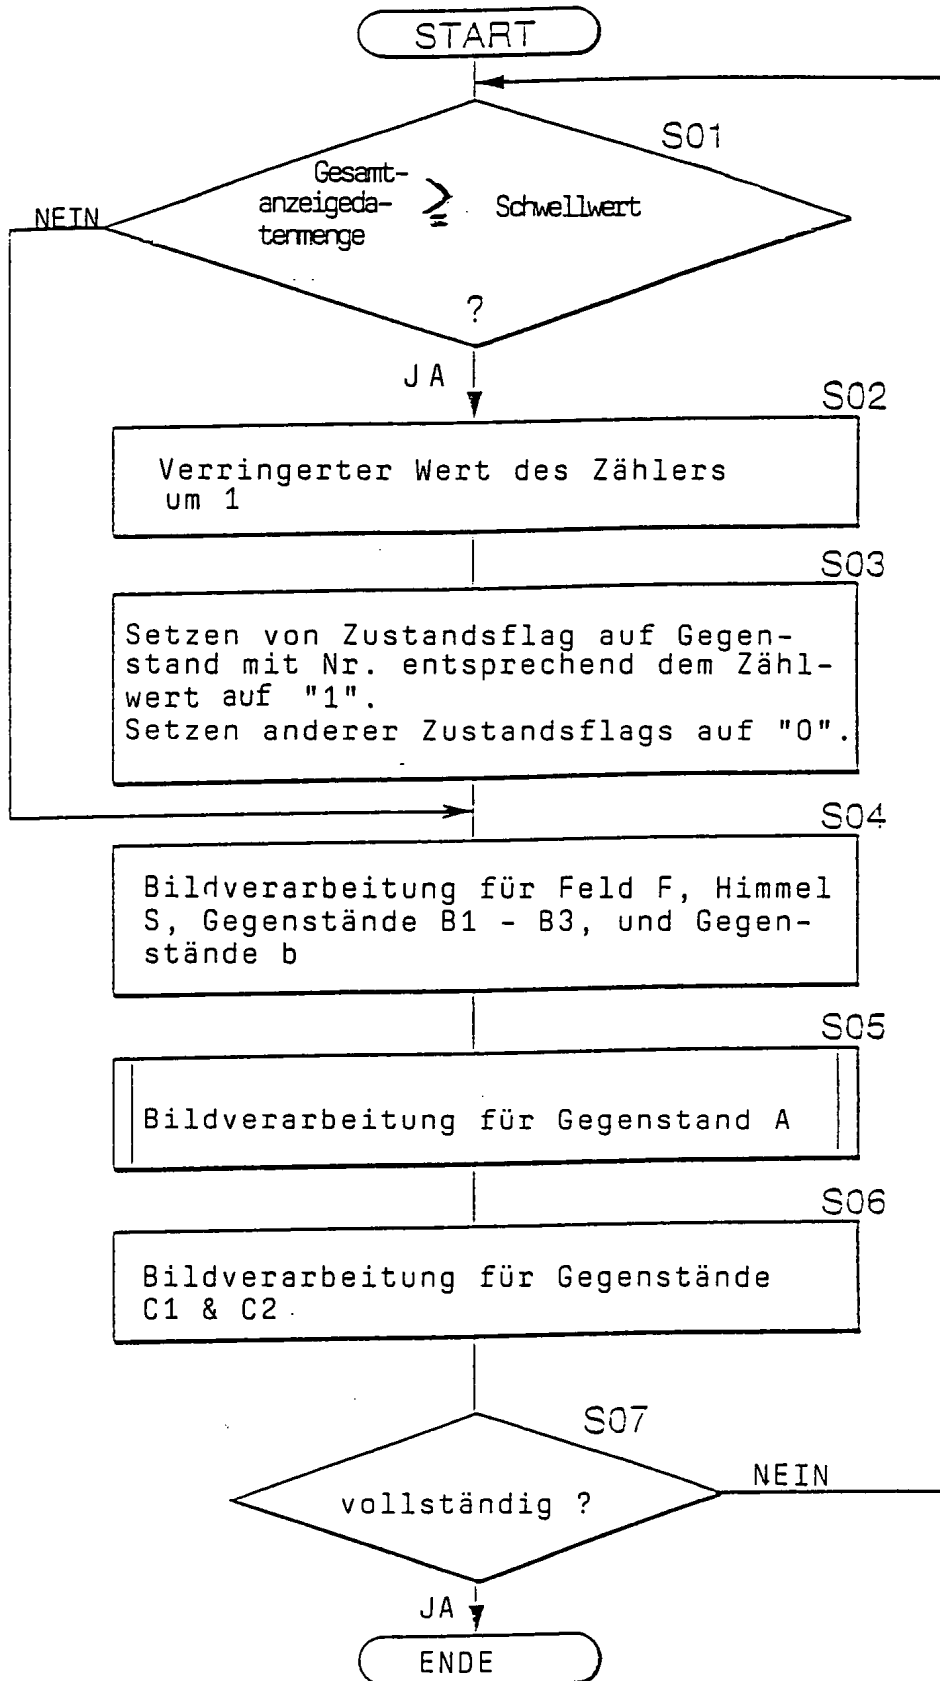 START
S01
Gesamt-
anzeigeda-
tenmenge
≧ Schwellwert
NEIN
?
JA
S02
Verringerter Wert des Zählers
um 1
S03
Setzen von Zustandsflag auf Gegen-
stand mit Nr. entsprechend dem Zähl-
wert auf "1".
Setzen anderer Zustandsflags auf "0".
S04
Bildverarbeitung für Feld F, Himmel
S, Gegenstände B1 - B3, und Gegen-
stände b
S05
Bildverarbeitung für Gegenstand A
S06
Bildverarbeitung für Gegenstände
C1 & C2
S07
vollständig ?
NEIN
JA
ENDE